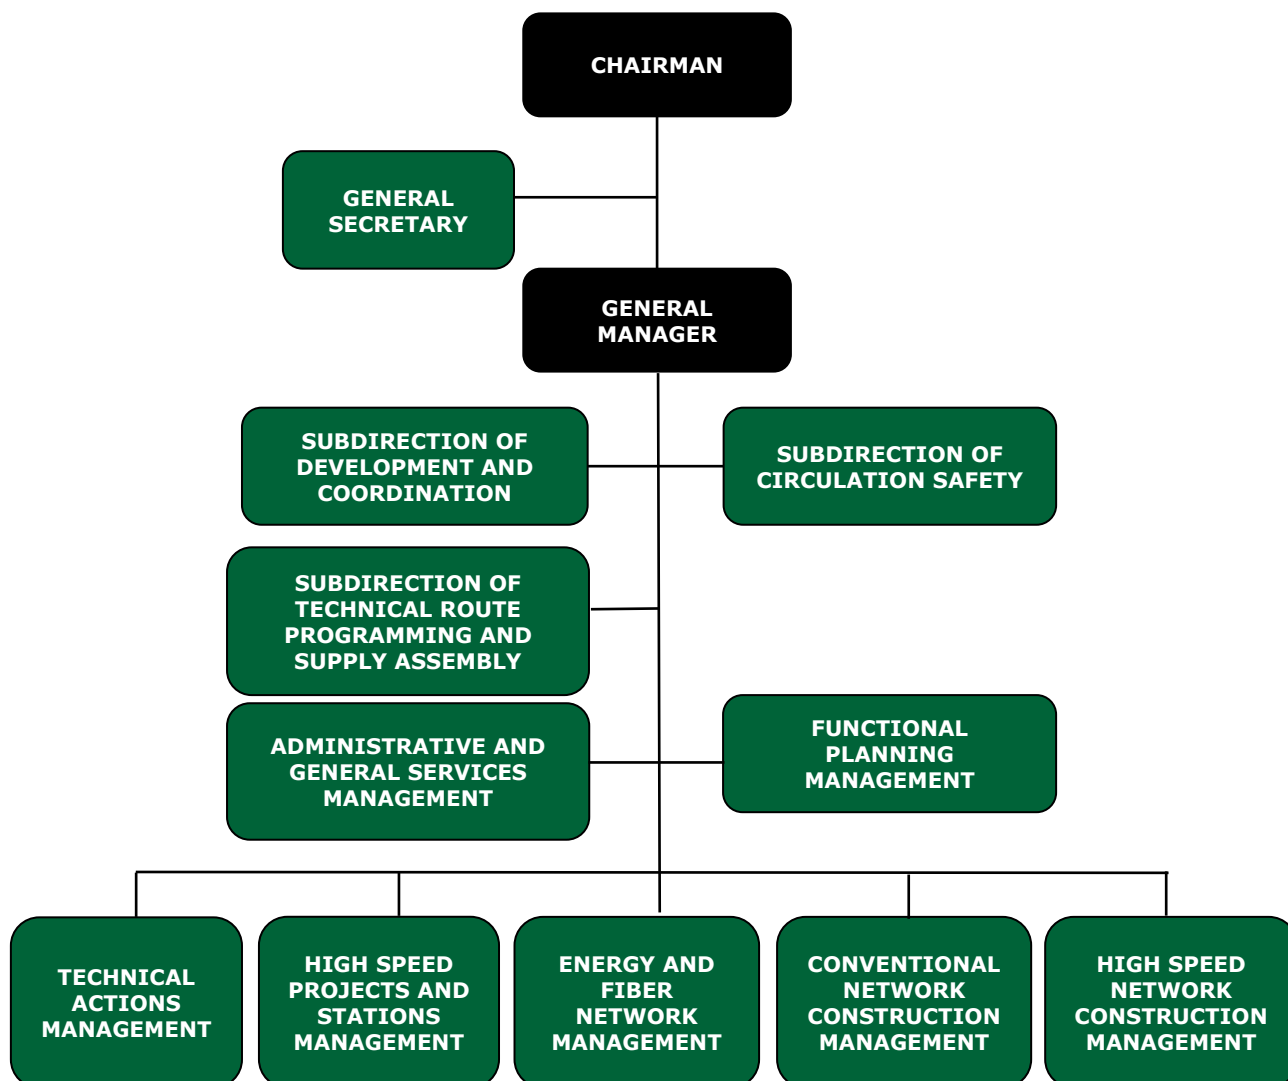 CHAIRMAN
GENERAL
SECRETARY
GENERAL
MANAGER
SUBDIRECTION OF
DEVELOPMENT AND
COORDINATION
SUBDIRECTION OF
CIRCULATION SAFETY
SUBDIRECTION OF
TECHNICAL ROUTE
PROGRAMMING AND
SUPPLY ASSEMBLY
ADMINISTRATIVE AND
GENERAL SERVICES
MANAGEMENT
FUNCTIONAL
PLANNING
MANAGEMENT
TECHNICAL
ACTIONS
MANAGEMENT
HIGH SPEED
PROJECTS AND
STATIONS
MANAGEMENT
ENERGY AND
FIBER
NETWORK
MANAGEMENT
CONVENTIONAL
NETWORK
CONSTRUCTION
MANAGEMENT
HIGH SPEED
NETWORK
CONSTRUCTION
MANAGEMENT